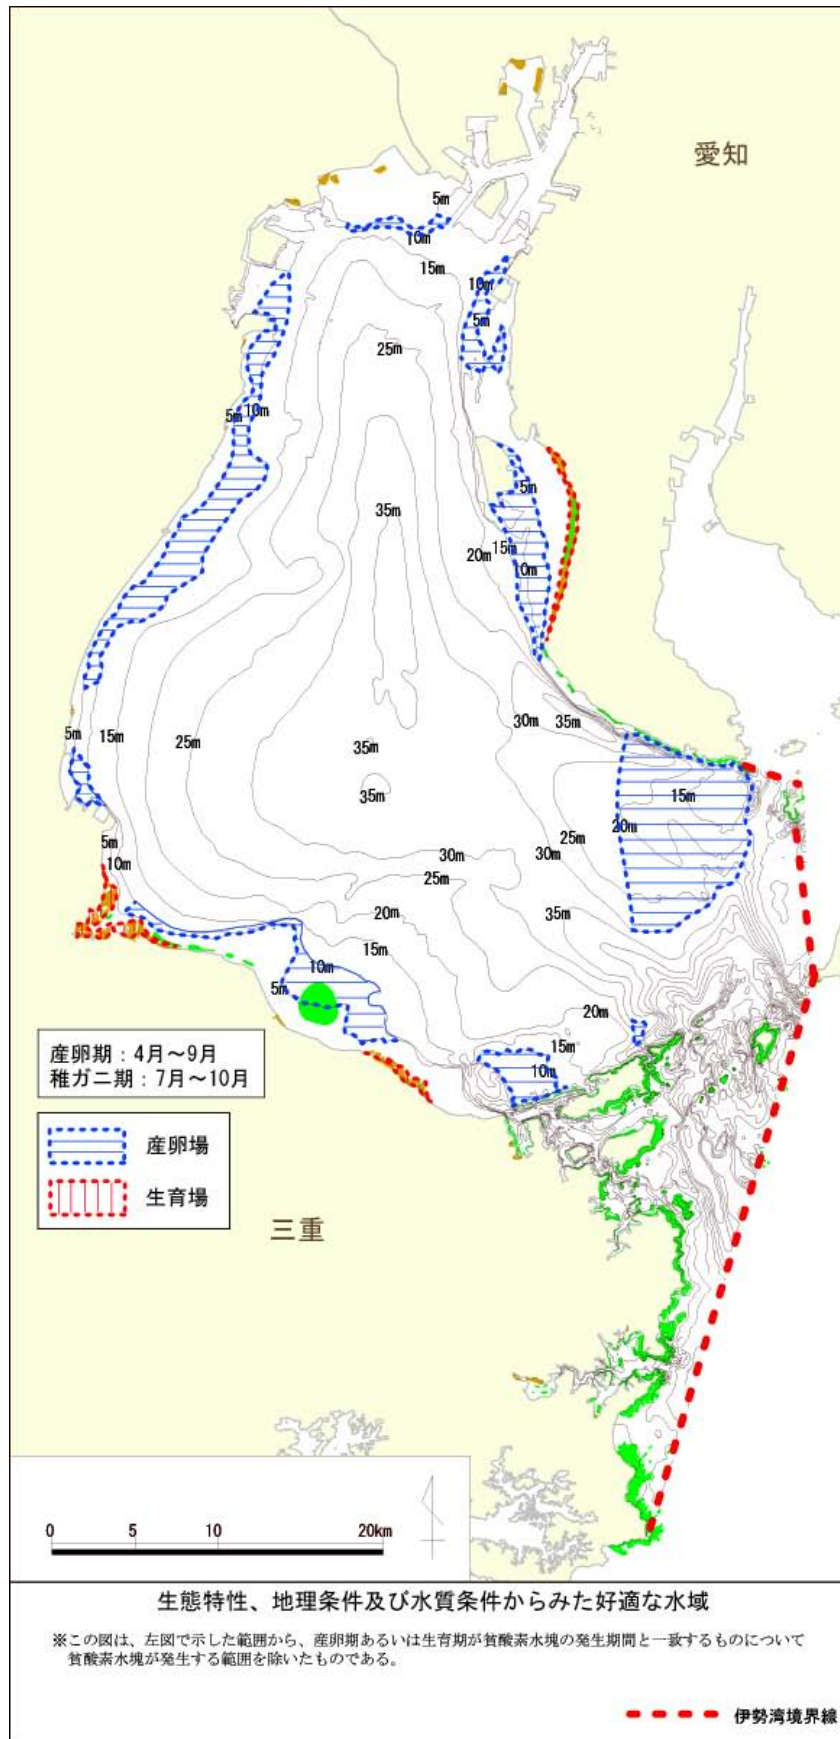 愛知
5m
10m
15m
10m
5m
25m
5m
10m
5m
35m
15m
20m
10m
30m
35m
5m
15m
25m
35m
15m
35m
20m
25m
5m
30m
30m
10m
25m
20m
35m
15m
10m
5m
20m
15m
10m
産卵期：4月～9月
稚ガニ期：7月～10月
産卵場
生育場
三重
0 5 10 20km
生態特性、地理条件及び水質条件からみた好適な水域
※この図は、左図で示した範囲から、産卵期あるいは生育期が貧酸素水塊の発生期間と一致するものについて
貧酸素水塊が発生する範囲を除いたものである。
伊勢湾境界線